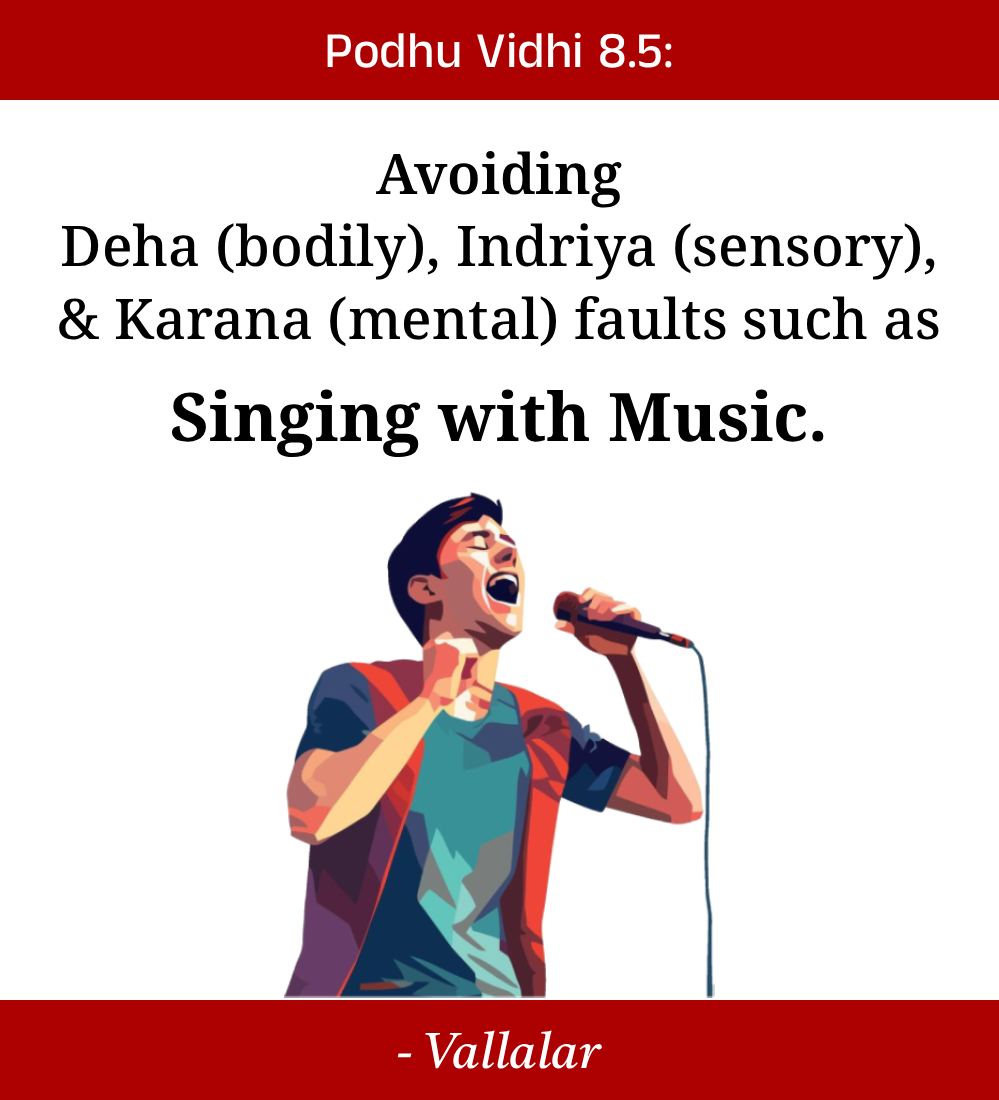 Podhu Vidhi 8.5:
Avoiding
Deha (bodily), Indriya (sensory),
& Karana (mental) faults such as
Singing with Music.
- Vallalar